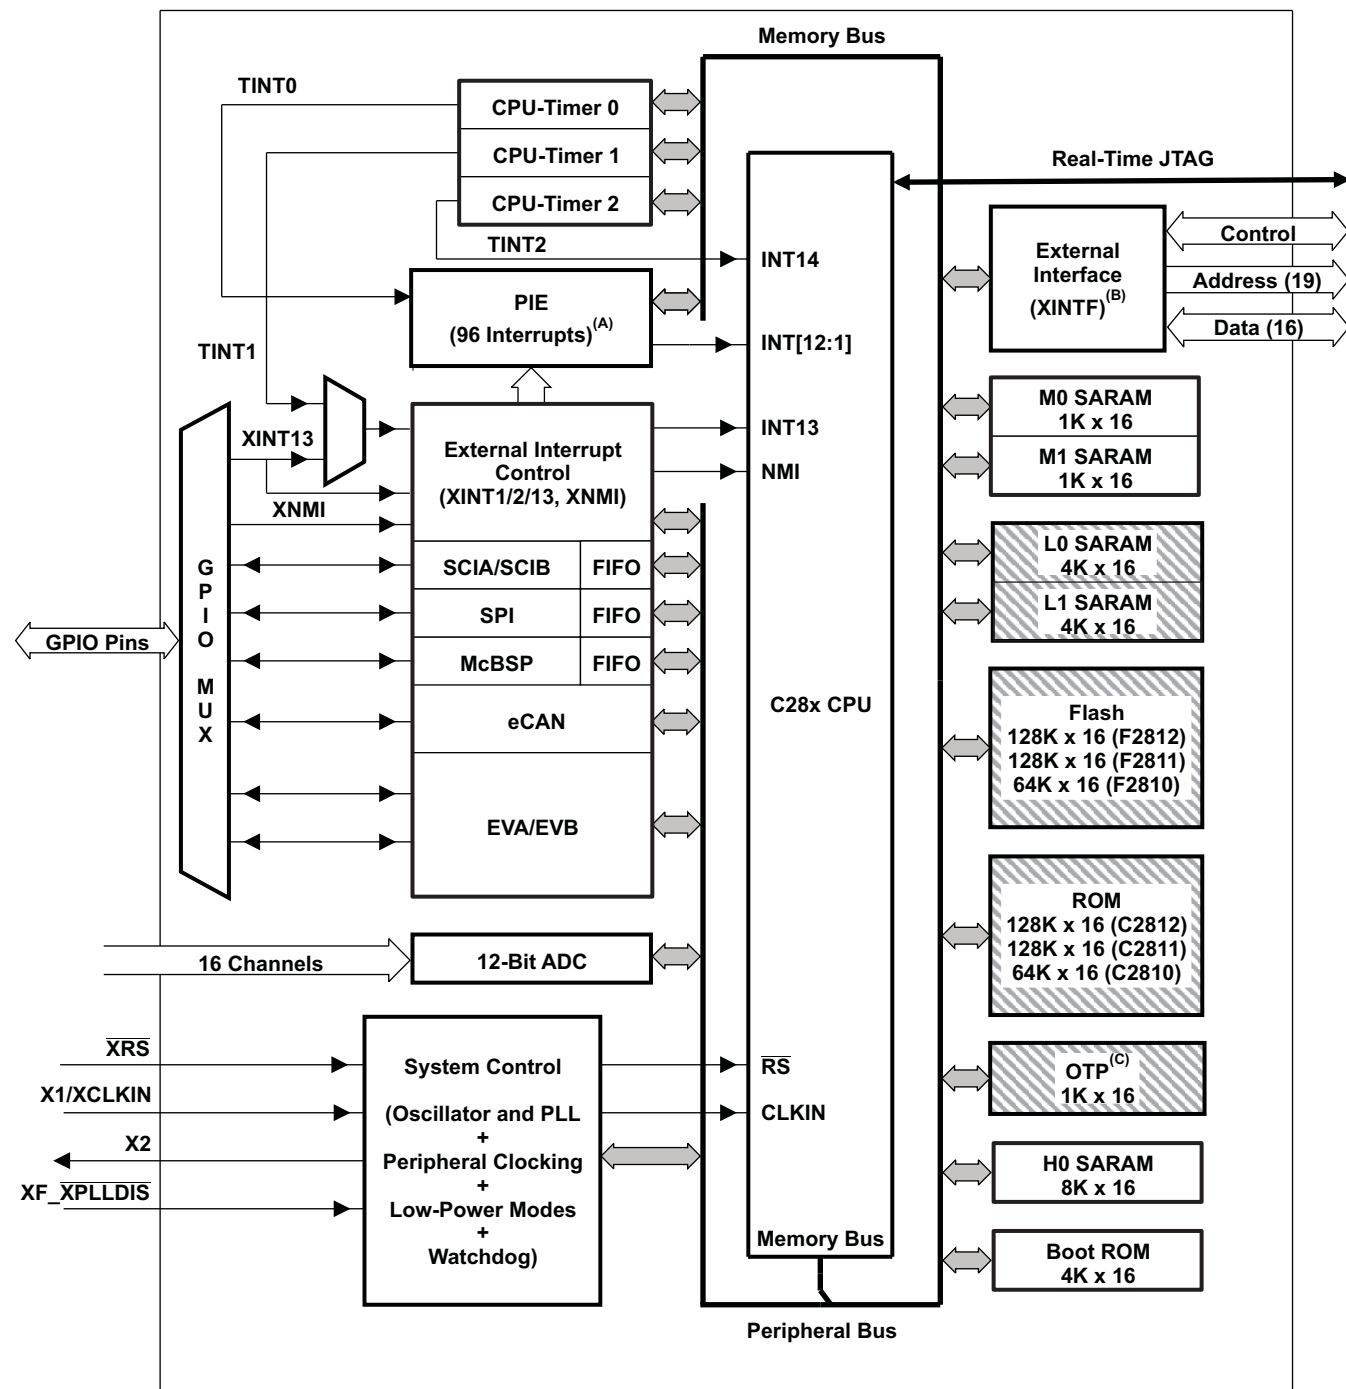 Memory Bus
TINT0
CPU-Timer 0
CPU-Timer 1
CPU-Timer 2
TINT2
Real-Time JTAG
INT14
External
Interface
(XINTF)(B)
Control
Address (19)
Data (16)
PIE
(96 Interrupts)(A)
INT[12:1]
TINT1
M0 SARAM
1K x 16
M1 SARAM
1K x 16
XINT13
INT13
External Interrupt
Control
(XINT1/2/13, XNMI)
NMI
XNMI
L0 SARAM
4K x 16
L1 SARAM
4K x 16
SCIA/SCIB
FIFO
SPI
FIFO
McBSP
FIFO
GPIO Pins
GPIO MUX
eCAN
C28x CPU
Flash
128K x 16 (F2812)
128K x 16 (F2811)
64K x 16 (F2810)
EVA/EVB
ROM
128K x 16 (C2812)
128K x 16 (C2811)
64K x 16 (C2810)
16 Channels
12-Bit ADC
XRS
X1/XCLKIN
X2
XF_XPLLDIS
System Control
(Oscillator and PLL
+
Peripheral Clocking
+
Low-Power Modes
+
Watchdog)
RS
CLKIN
OTP(C)
1K x 16
H0 SARAM
8K x 16
Memory Bus
Boot ROM
4K x 16
Peripheral Bus